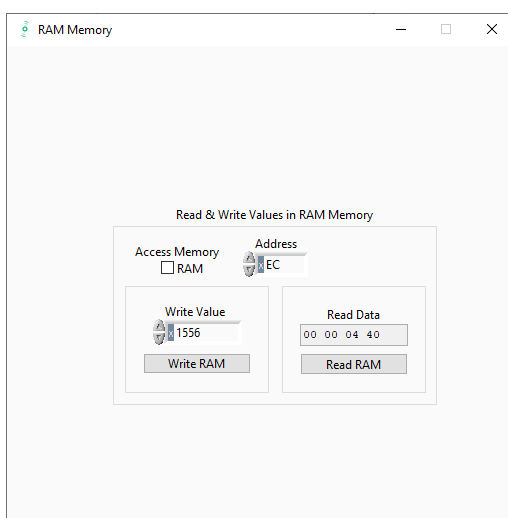 RAM Memory
Read & Write Values in RAM Memory
Access Memory
RAM
Address
x EC
Write Value
x 1556
Write RAM
Read Data
00 00 04 40
Read RAM